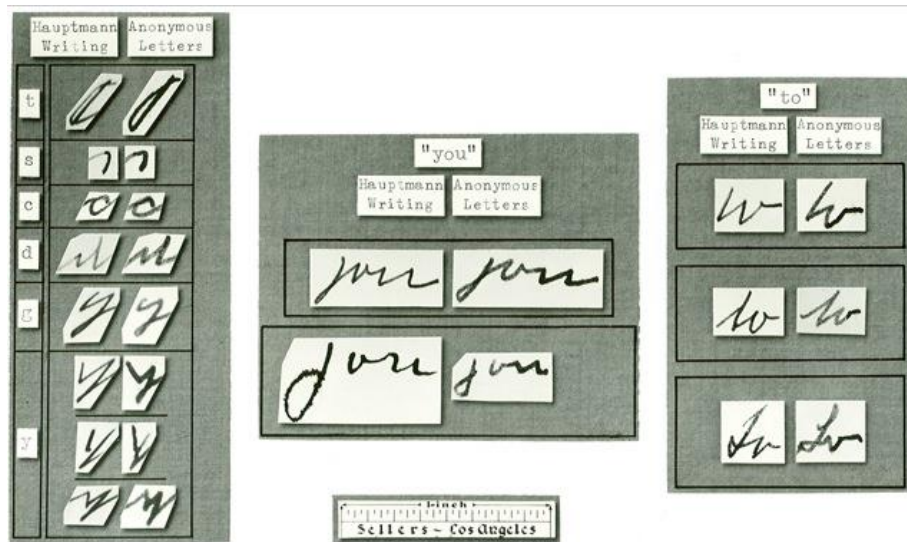 Hauptmann Writing
Anonymous Letters
t
s
c
d
g
y
"you"
Hauptmann Writing
Anonymous Letters
you
you
you
you
"to"
Hauptmann Writing
Anonymous Letters
to
to
to
to
to
to
1-inch
Sellers - Los Angeles